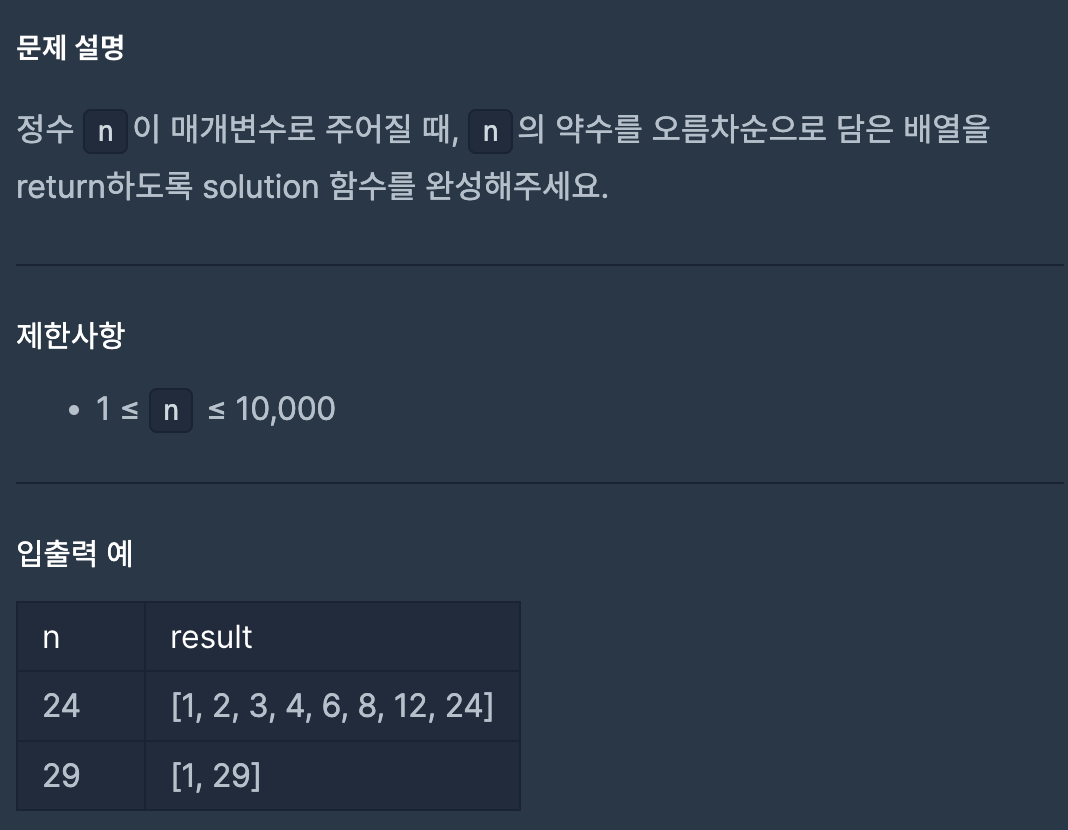 문제 설명
정수 n이 매개변수로 주어질 때, n의 약수를 오름차순으로 담은 배열을
return하도록 solution 함수를 완성해주세요.
제한사항
• 1 ≤ n ≤ 10,000
입출력 예
n result
24 [1, 2, 3, 4, 6, 8, 12, 24]
29 [1, 29]